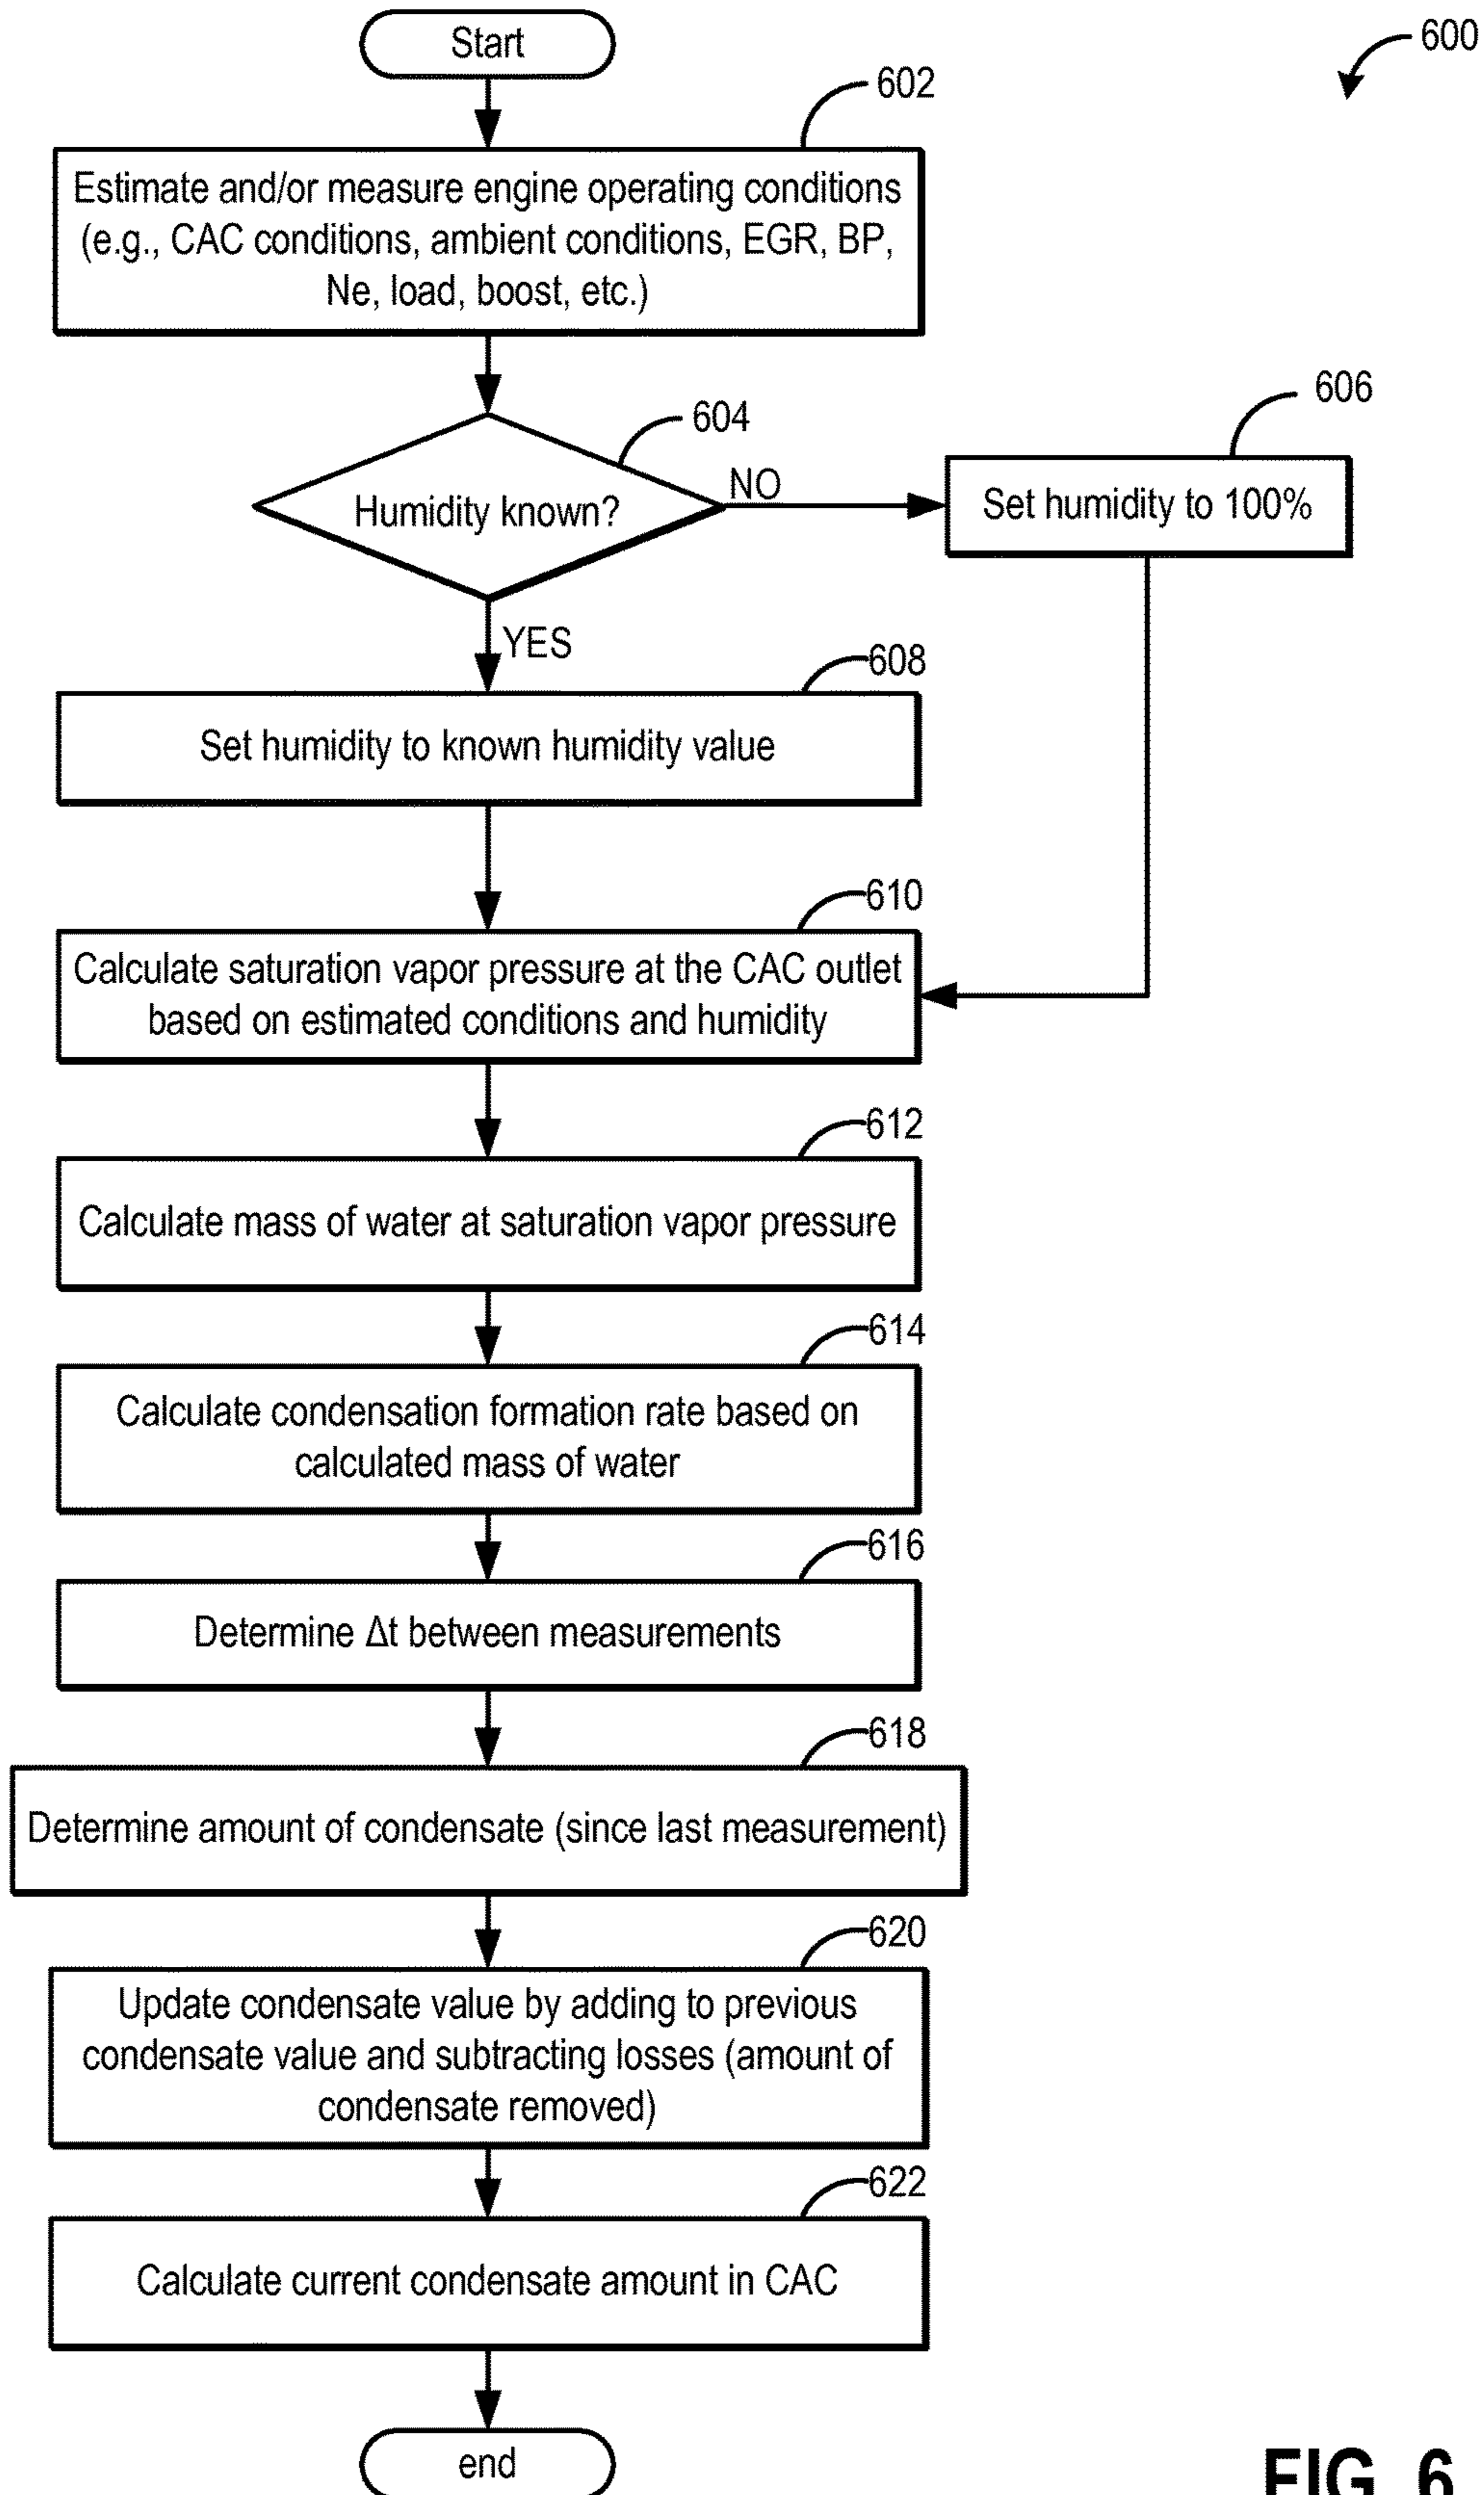 Start
600
602
Estimate and/or measure engine operating conditions
(e.g., CAC conditions, ambient conditions, EGR, BP,
Ne, load, boost, etc.)
604
Humidity known?
NO
606
Set humidity to 100%
YES
608
Set humidity to known humidity value
610
Calculate saturation vapor pressure at the CAC outlet
based on estimated conditions and humidity
612
Calculate mass of water at saturation vapor pressure
614
Calculate condensation formation rate based on
calculated mass of water
616
Determine Δt between measurements
618
Determine amount of condensate (since last measurement)
620
Update condensate value by adding to previous
condensate value and subtracting losses (amount of
condensate removed)
622
Calculate current condensate amount in CAC
end
FIG. 6